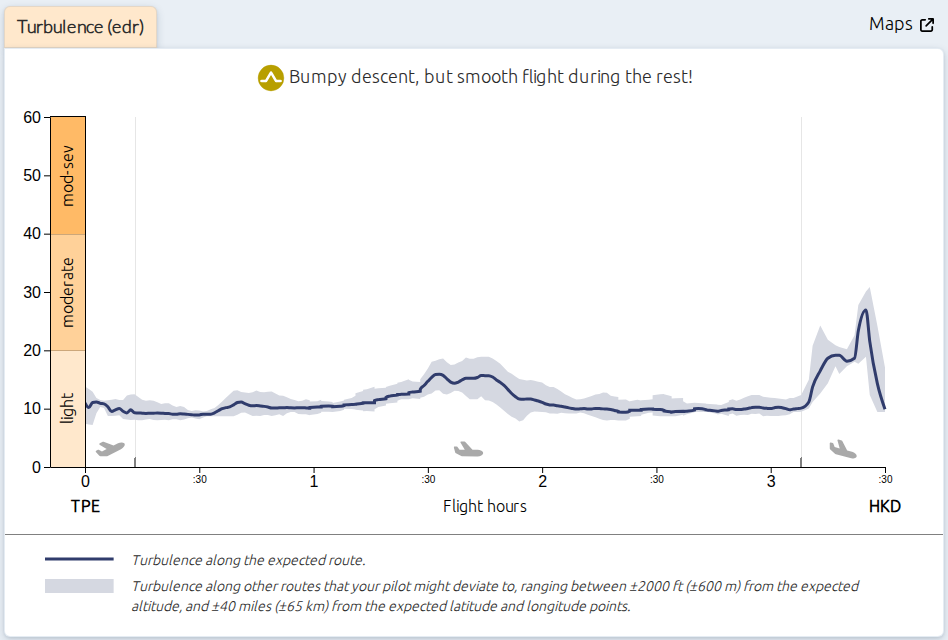 Turbulence (edr)
Maps
Bumpy descent, but smooth flight during the rest!
60
50
40
30
20
10
0
mod-sev
moderate
light
0
:30
1
:30
2
:30
3
:30
TPE
Flight hours
HKD
Turbulence along the expected route.
Turbulence along other routes that your pilot might deviate to, ranging between ±2000 ft (±600 m) from the expected
altitude, and ±40 miles (±65 km) from the expected latitude and longitude points.